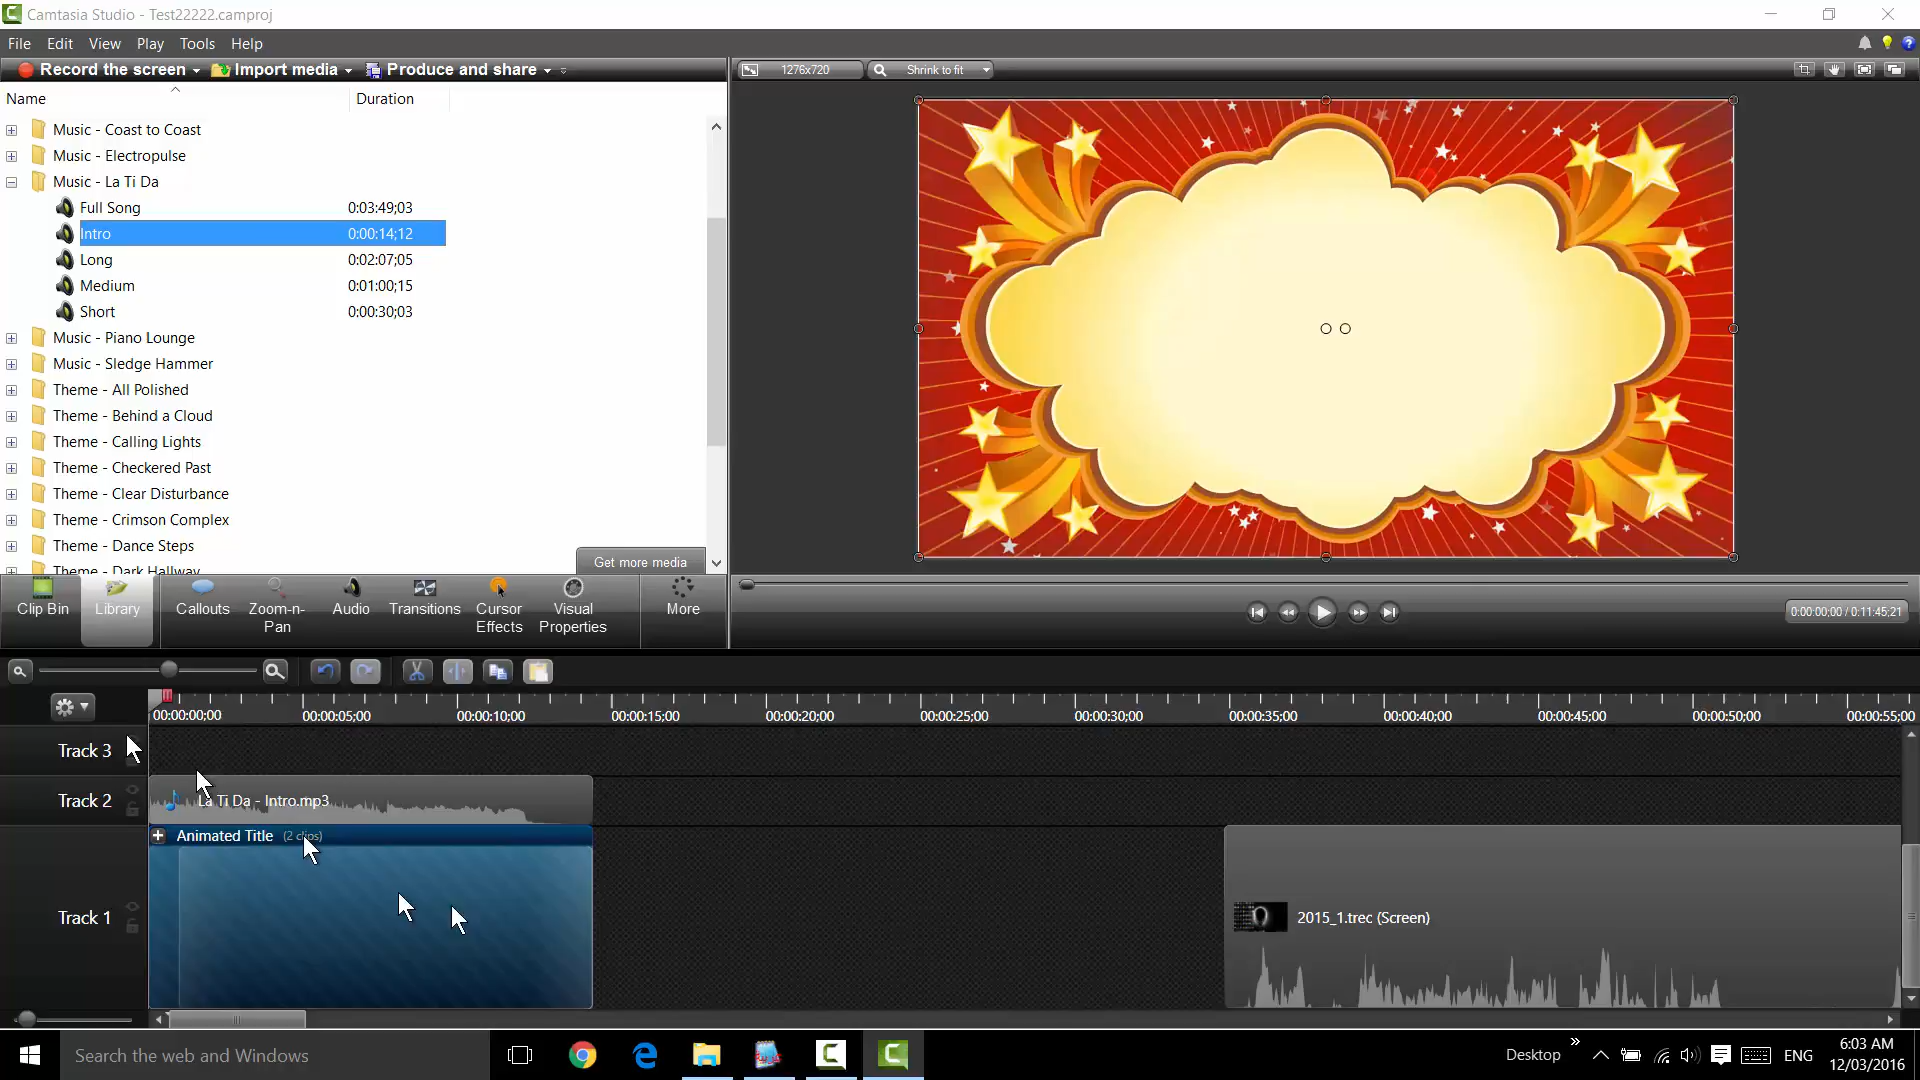 Camtasia Studio - Test22222.camproj
File Edit View Play Tools Help
Record the screen Import media Produce and share
1276x720 Shrink to fit
Name Duration
Music - Coast to Coast
Music - Electropulse
Music - La Ti Da
Full Song 0:03:49;03
Intro 0:00:14;12
Long 0:02:07;05
Medium 0:01:00;15
Short 0:00:30;03
Music - Piano Lounge
Music - Sledge Hammer
Theme - All Polished
Theme - Behind a Cloud
Theme - Calling Lights
Theme - Checkered Past
Theme - Clear Disturbance
Theme - Crimson Complex
Theme - Dance Steps
Theme - Dark Hallway
Get more media
Clip Bin Library Callouts Zoom-n-Pan Audio Transitions Cursor Effects Visual Properties More
0:00:00;00 / 0:11:45;21
00:00:00;00 00:00:05;00 00:00:10;00 00:00:15;00 00:00:20;00 00:00:25;00 00:00:30;00 00:00:35;00 00:00:40;00 00:00:45;00 00:00:50;00 00:00:55;00
Track 3
Track 2 La Ti Da - Intro.mp3
Animated Title (2 clips)
Track 1 2015_1.trec (Screen)
Search the web and Windows
Desktop ENG
6:03 AM
12/03/2016